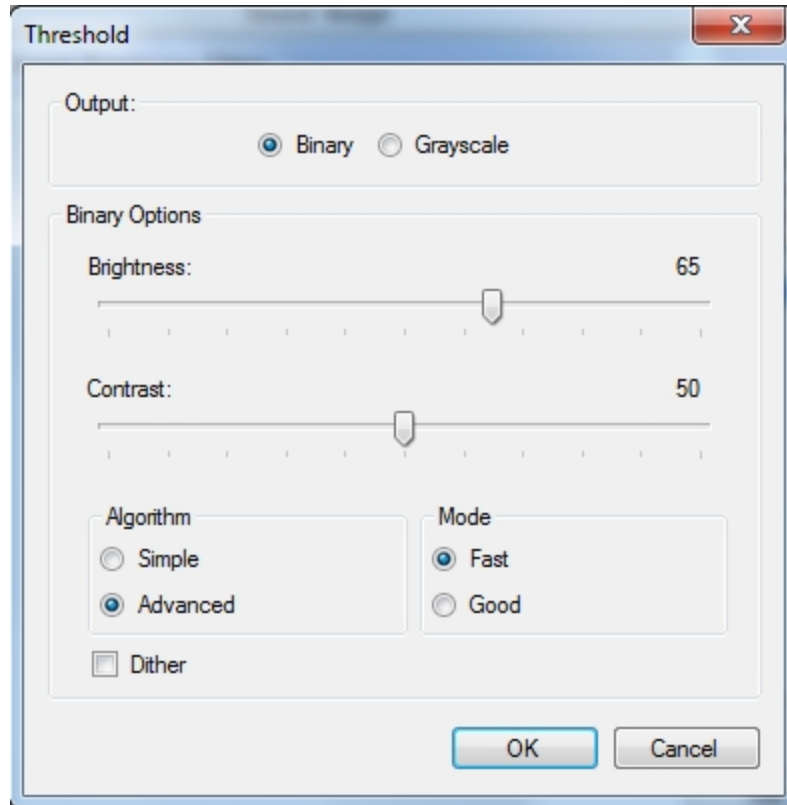 Threshold
Output:
Binary Grayscale
Binary Options
Brightness: 65
Contrast: 50
Algorithm
Simple
Advanced
Mode
Fast
Good
Dither
OK Cancel